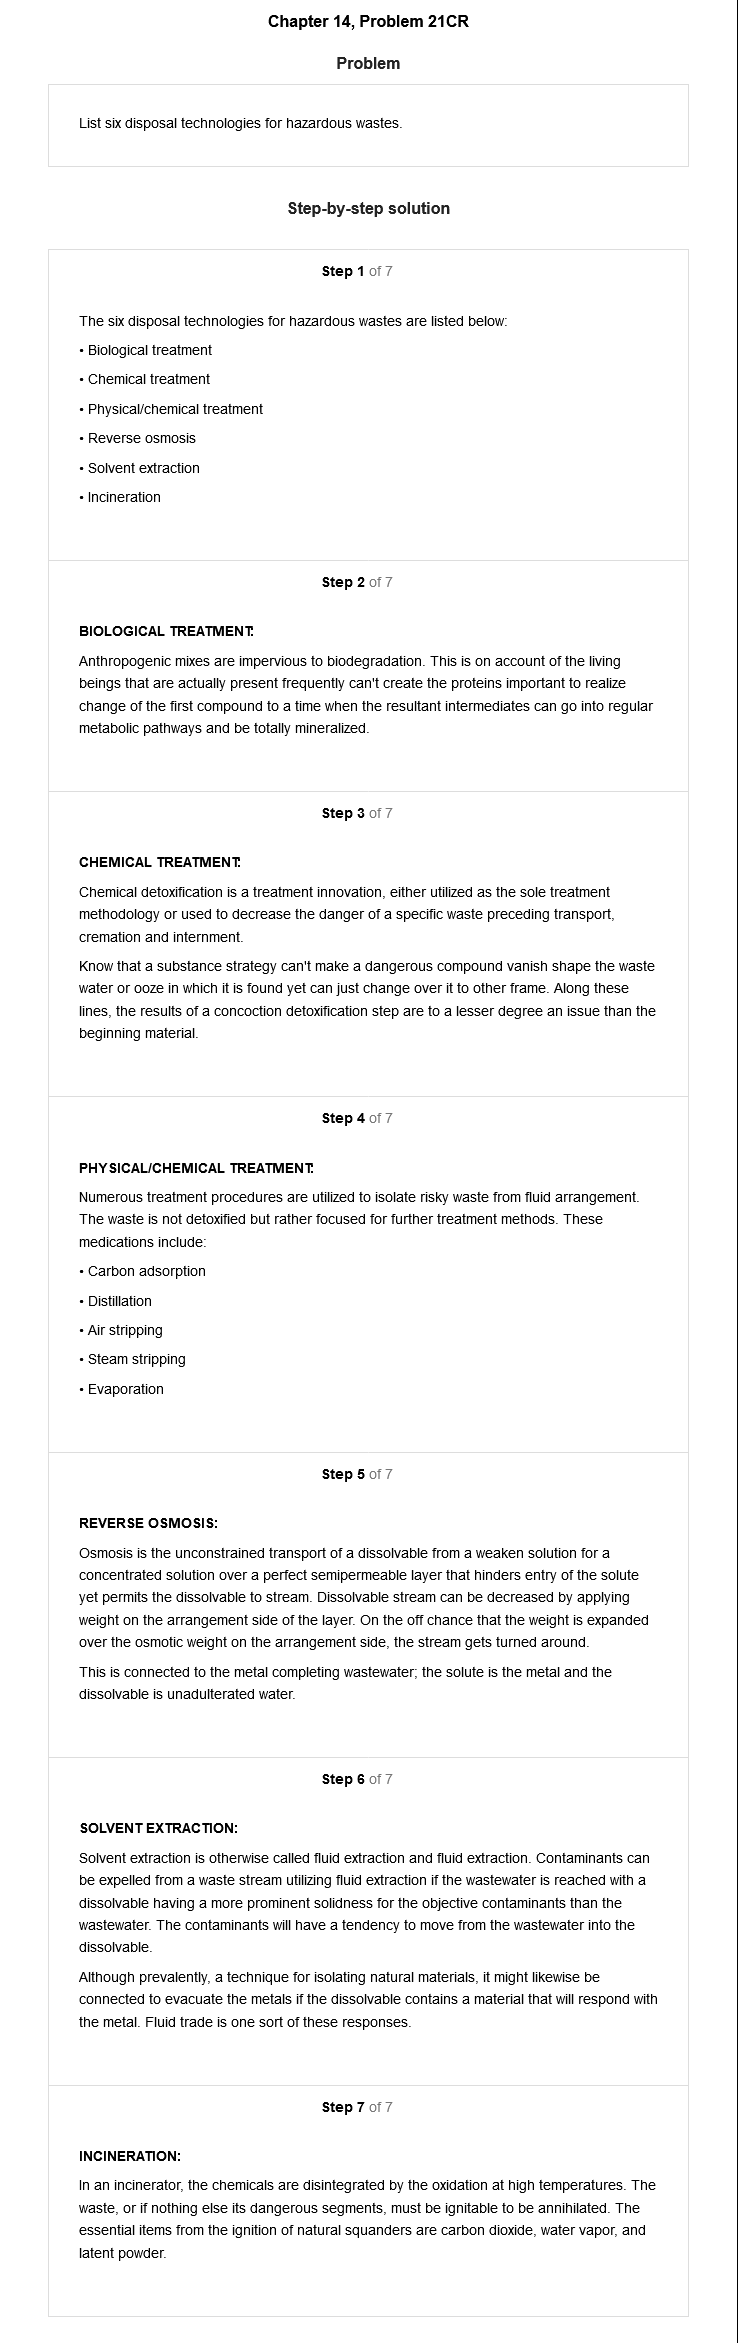 Chapter 14, Problem 21CR
Problem
List six disposal technologies for hazardous wastes.
Step-by-step solution
Step 1 of 7
The six disposal technologies for hazardous wastes are listed below:
• Biological treatment
• Chemical treatment
• Physical/chemical treatment
• Reverse osmosis
• Solvent extraction
• Incineration
Step 2 of 7
BIOLOGICAL TREATMENT:
Anthropogenic mixes are impervious to biodegradation. This is on account of the living
beings that are actually present frequently can't create the proteins important to realize
change of the first compound to a time when the resultant intermediates can go into regular
metabolic pathways and be totally mineralized.
Step 3 of 7
CHEMICAL TREATMENT:
Chemical detoxification is a treatment innovation, either utilized as the sole treatment
methodology or used to decrease the danger of a specific waste preceding transport,
cremation and internment.
Know that a substance strategy can't make a dangerous compound vanish shape the waste
water or ooze in which it is found yet can just change over it to other frame. Along these
lines, the results of a concoction detoxification step are to a lesser degree an issue than the
beginning material.
Step 4 of 7
PHYSICAL/CHEMICAL TREATMENT:
Numerous treatment procedures are utilized to isolate risky waste from fluid arrangement.
The waste is not detoxified but rather focused for further treatment methods. These
medications include:
• Carbon adsorption
• Distillation
• Air stripping
• Steam stripping
• Evaporation
Step 5 of 7
REVERSE OSMOSIS:
Osmosis is the unconstrained transport of a dissolvable from a weaken solution for a
concentrated solution over a perfect semipermeable layer that hinders entry of the solute
yet permits the dissolvable to stream. Dissolvable stream can be decreased by applying
weight on the arrangement side of the layer. On the off chance that the weight is expanded
over the osmotic weight on the arrangement side, the stream gets turned around.
This is connected to the metal completing wastewater; the solute is the metal and the
dissolvable is unadulterated water.
Step 6 of 7
SOLVENT EXTRACTION:
Solvent extraction is otherwise called fluid extraction and fluid extraction. Contaminants can
be expelled from a waste stream utilizing fluid extraction if the wastewater is reached with a
dissolvable having a more prominent solidness for the objective contaminants than the
wastewater. The contaminants will have a tendency to move from the wastewater into the
dissolvable.
Although prevalently, a technique for isolating natural materials, it might likewise be
connected to evacuate the metals if the dissolvable contains a material that will respond with
the metal. Fluid trade is one sort of these responses.
Step 7 of 7
INCINERATION:
In an incinerator, the chemicals are disintegrated by the oxidation at high temperatures. The
waste, or if nothing else its dangerous segments, must be ignitable to be annihilated. The
essential items from the ignition of natural squanders are carbon dioxide, water vapor, and
latent powder.